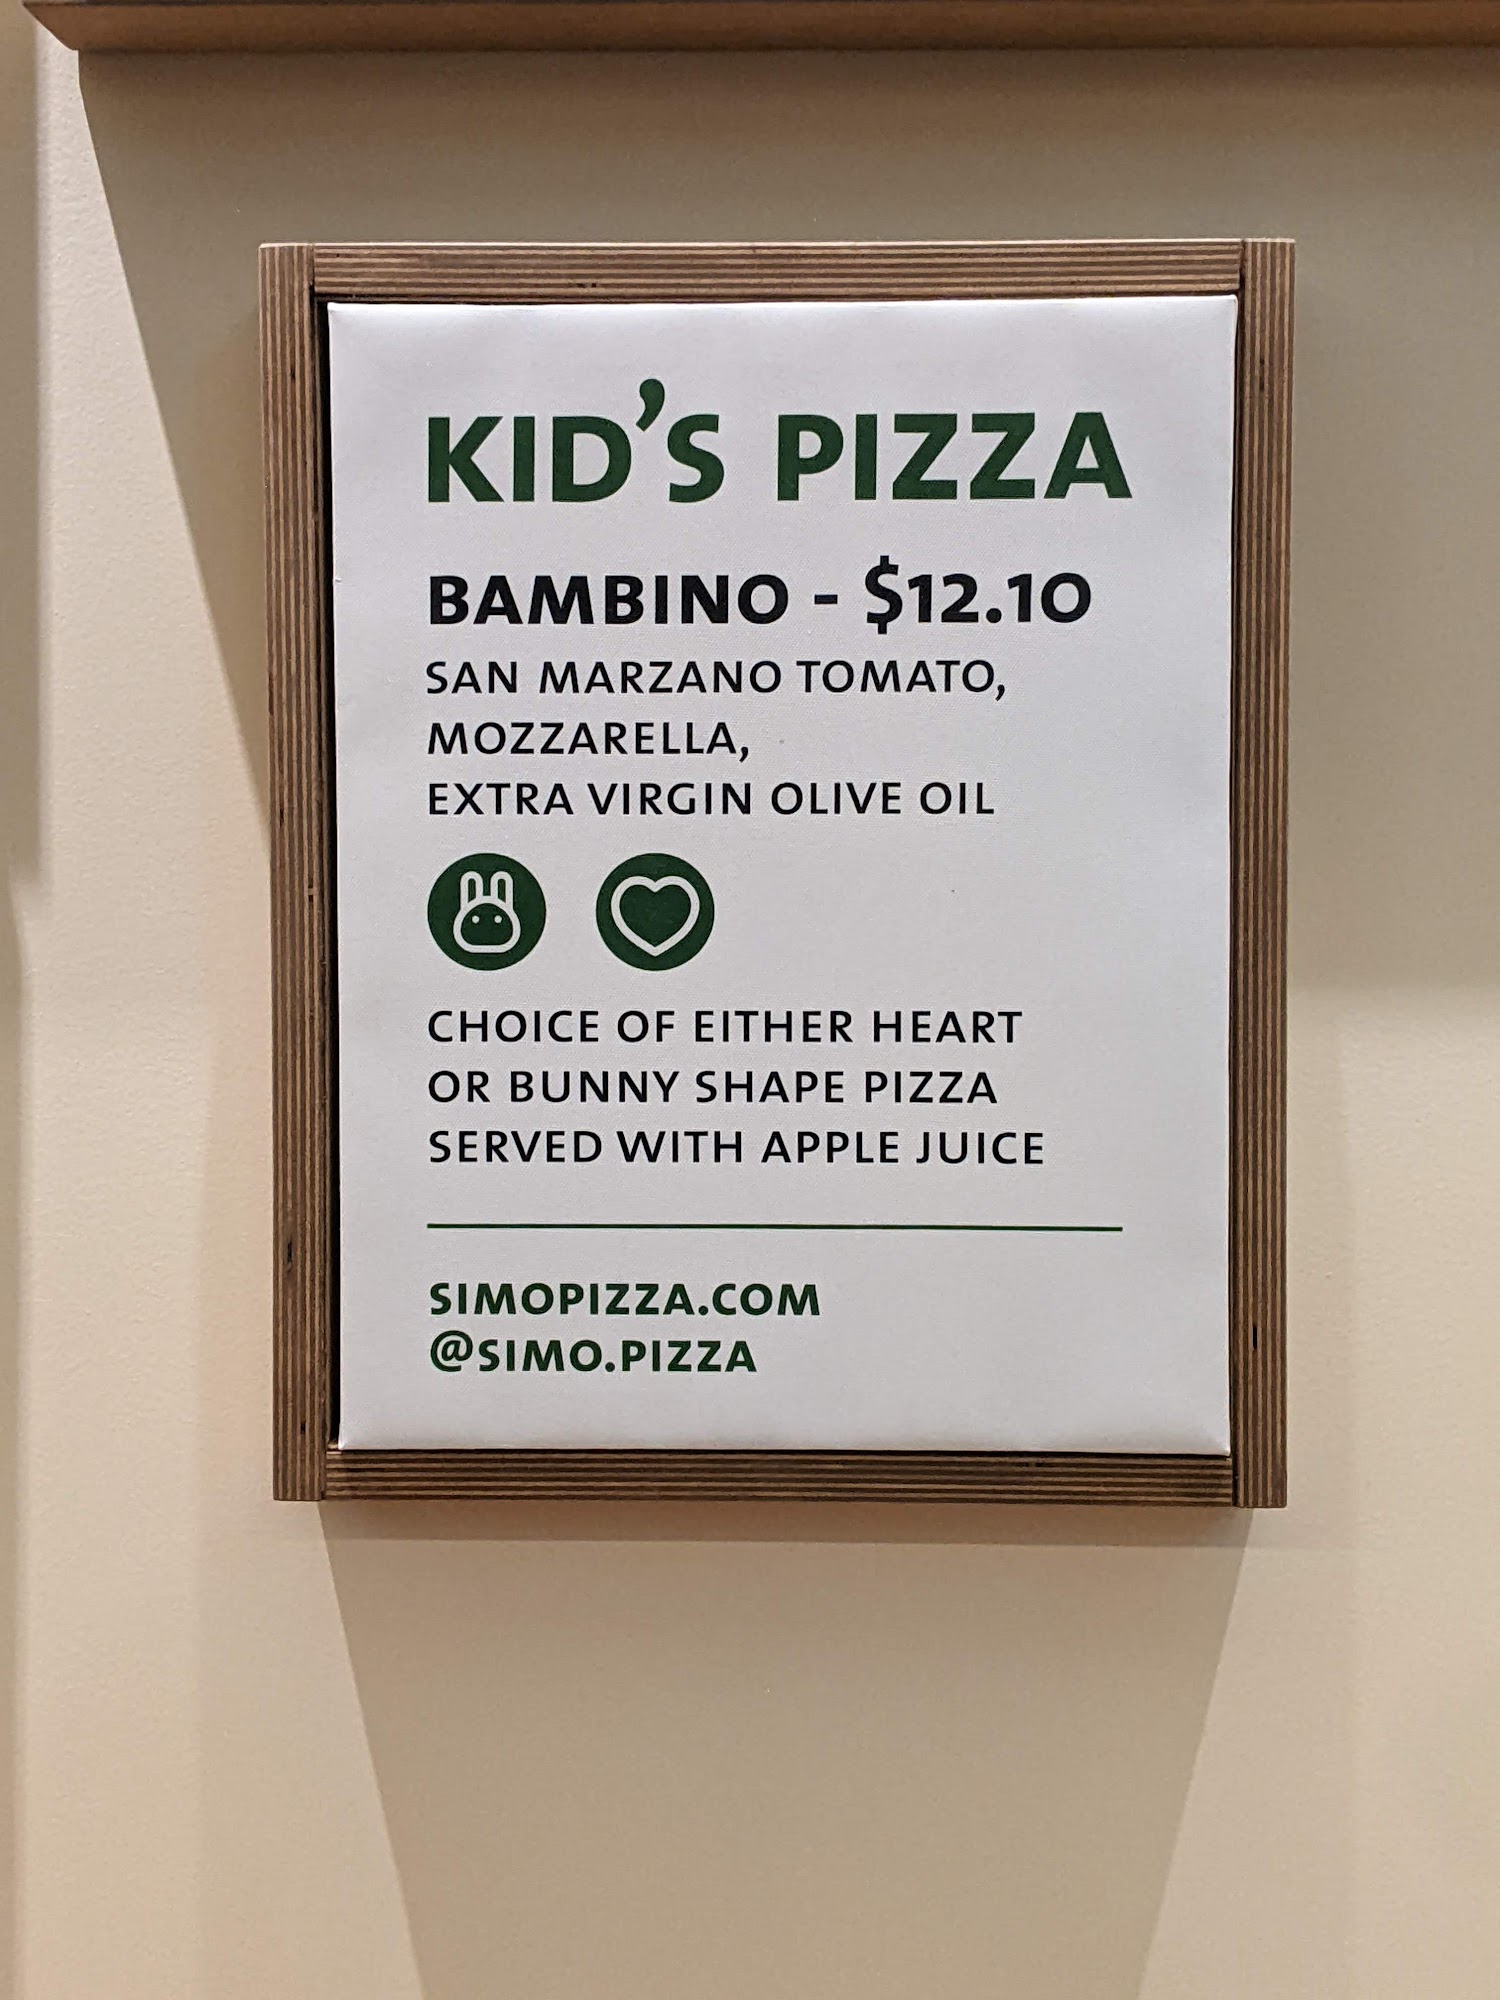 KID'S PIZZA
BAMBINO - $12.10
SAN MARZANO TOMATO,
MOZZARELLA,
EXTRA VIRGIN OLIVE OIL
CHOICE OF EITHER HEART
OR BUNNY SHAPE PIZZA
SERVED WITH APPLE JUICE
SIMOPIZZA.COM
@SIMO.PIZZA